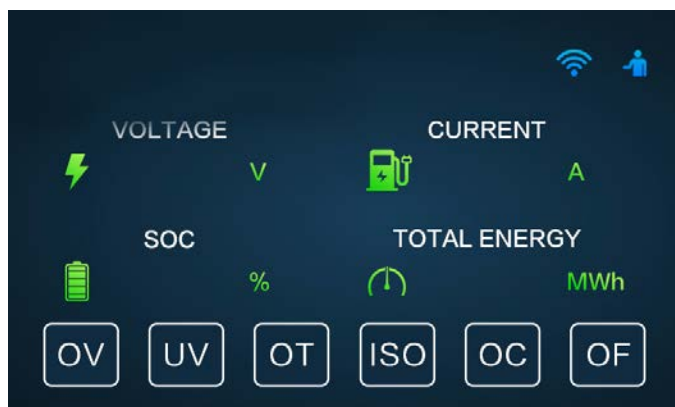 VOLTAGE CURRENT
V A
SOC TOTAL ENERGY
% MWh
OV UV OT ISO OC OF